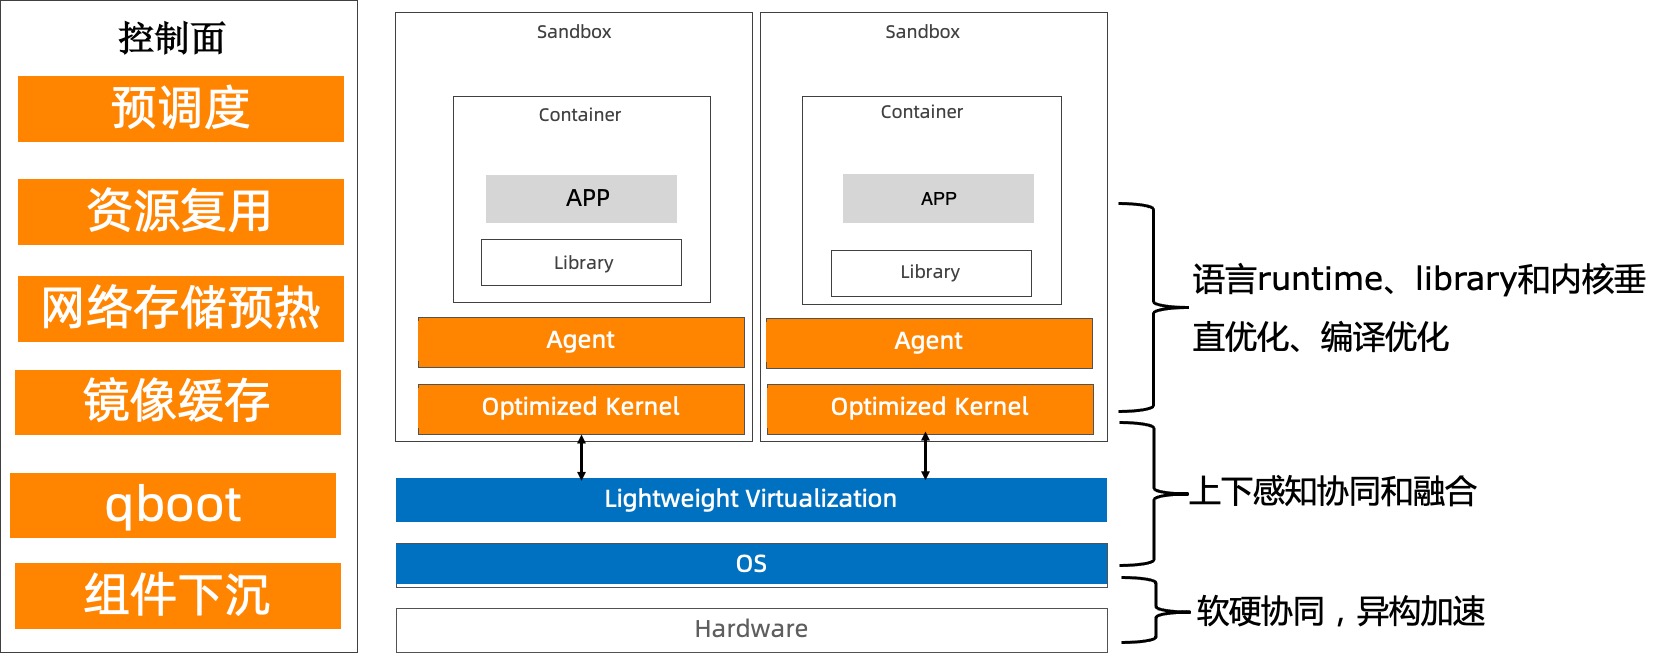 控制面
预调度
资源复用
网络存储预热
镜像缓存
qboot
组件下沉
Sandbox
Container
APP
Library
Agent
Optimized Kernel
Sandbox
Container
APP
Library
Agent
Optimized Kernel
Lightweight Virtualization
OS
Hardware
语言runtime、library和内核垂
直优化、编译优化
上下感知协同和融合
软硬协同，异构加速